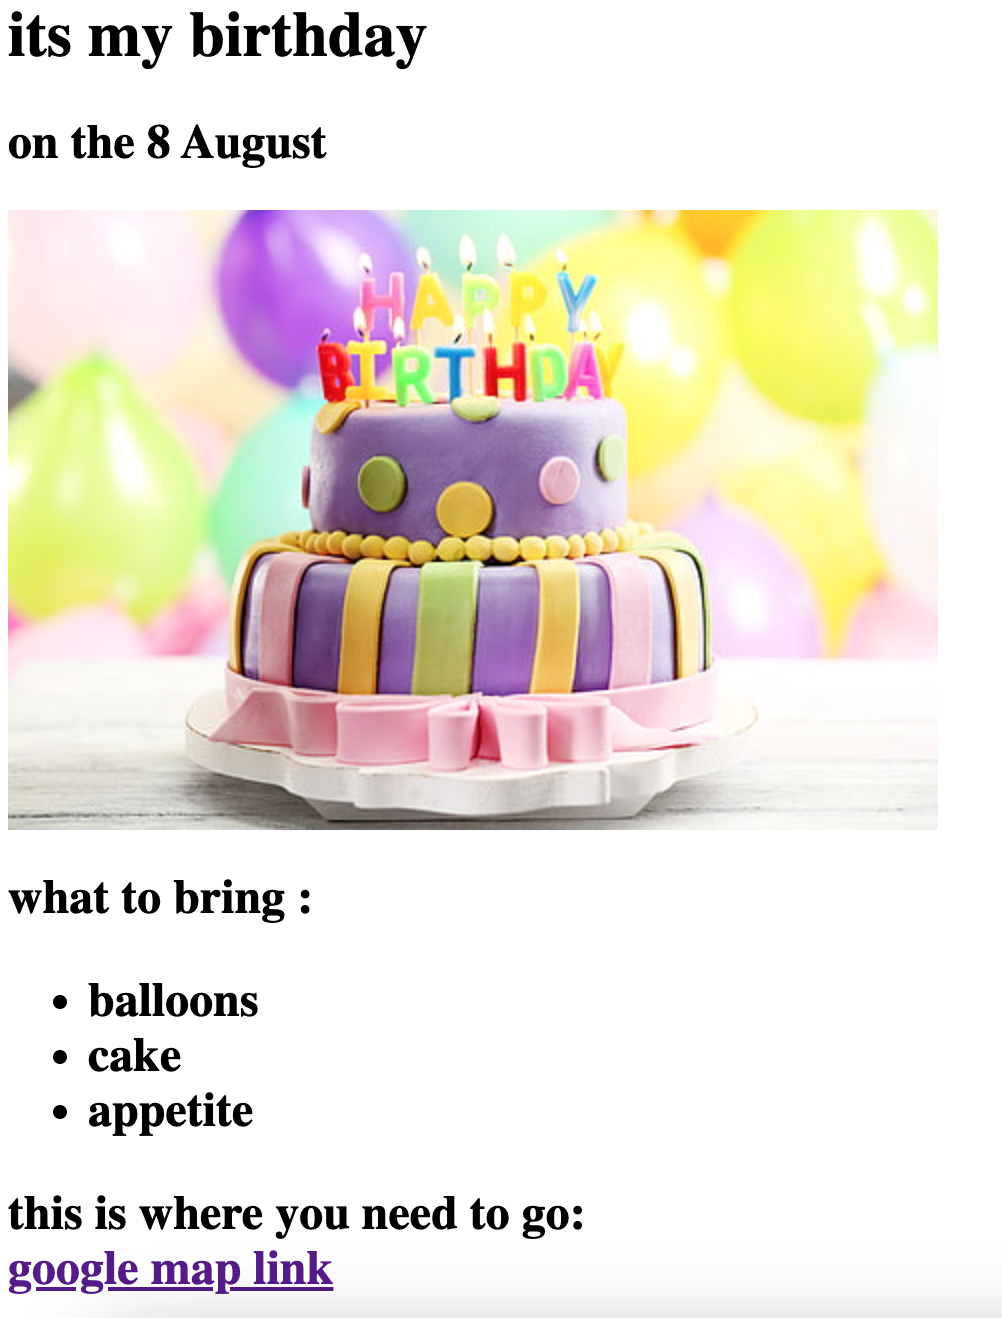 its my birthday
on the 8 August
HAPPY
BIRTHDAY
what to bring :
balloons
cake
appetite
this is where you need to go:
google map link